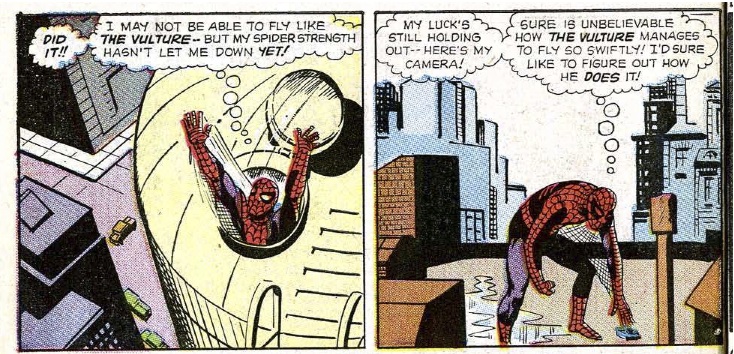 DID
IT!!
I MAY NOT BE ABLE TO FLY LIKE
THE VULTURE-- BUT MY SPIDER STRENGTH
HASN'T LET ME DOWN YET!
MY LUCK'S
STILL HOLDING
OUT-- HERE'S MY
CAMERA!
SURE IS UNBELIEVABLE
HOW THE VULTURE MANAGES
TO FLY SO SWIFTLY! I'D SURE
LIKE TO FIGURE OUT HOW
HE DOES IT!